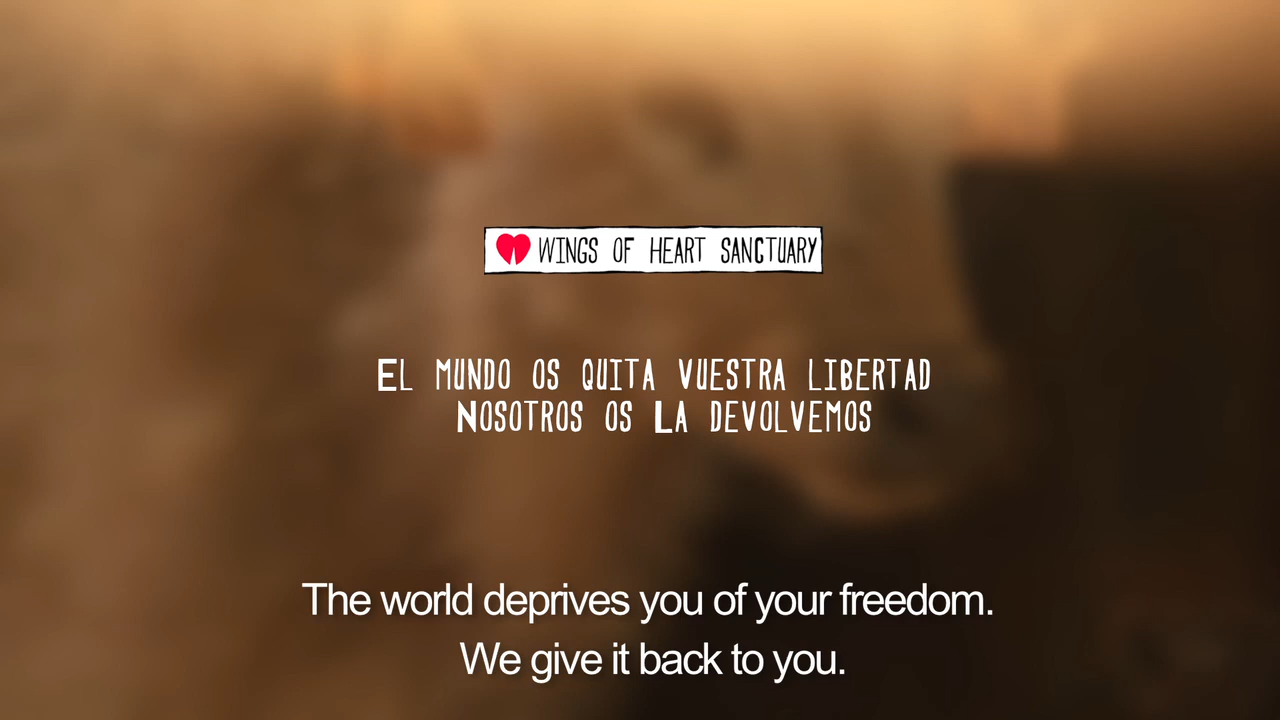 WINGS OF HEART SANCTUARY
EL MUNDO OS QUITA VUESTRA LIBERTAD
NOSOTROS OS LA DEVOLVEMOS
The world deprives you of your freedom.
We give it back to you.